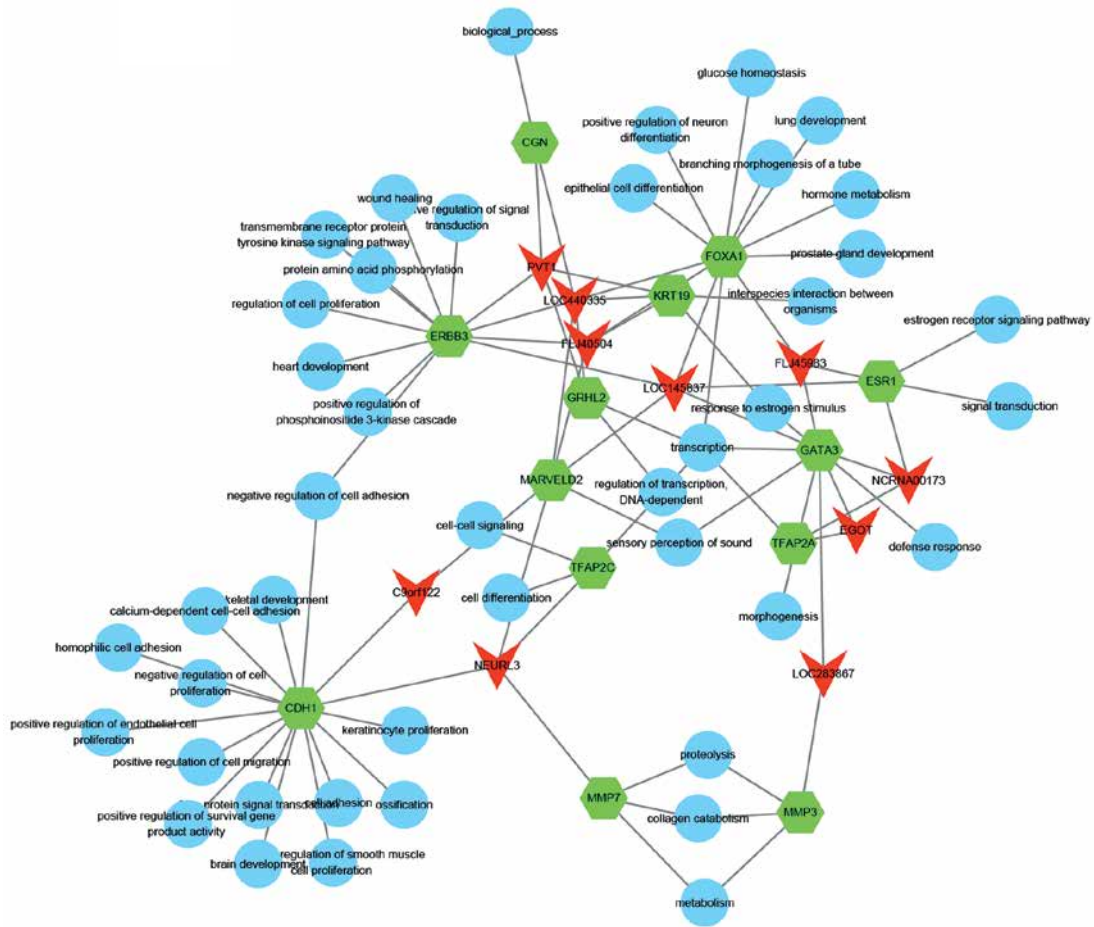 biological_process
glucose homeostasis
positive regulation of neuron
differentiation
lung development
CGN
branching morphogenesis of a tube
epithelial cell differentiation
hormone metabolism
wound healing
ve regulation of signal
transduction
transmembrane receptor protein
tyrosine kinase signaling pathway
FOXA1
prostate gland development
protein amino acid phosphorylation
PVT1
KRT19
interspecies interaction between
organisms
regulation of cell proliferation
LOC440335
estrogen receptor signaling pathway
ERBB3
FLJ40504
heart development
FLJ45983
LOC145837
ESR1
GRHL2
response to estrogen stimulus
signal transduction
positive regulation of
phosphoinositide 3-kinase cascade
transcription
GATA3
MARVELD2
NCRNA00173
negative regulation of cell adhesion
regulation of transcription,
DNA-dependent
cell-cell signaling
EGOT
sensory perception of sound
TFAP2A
defense response
TFAP2C
C9orf122
cell differentiation
keletal development
calcium-dependent cell-cell adhesion
morphogenesis
homophilic cell adhesion
NEURL3
LOC283867
negative regulation of cell
proliferation
CDH1
positive regulation of endothelial cell
proliferation
keratinocyte proliferation
positive regulation of cell migration
proteolysis
MMP7
protein signal transduction
cell adhesion
ossification
MMP3
positive regulation of survival gene
product activity
collagen catabolism
regulation of smooth muscle
cell proliferation
brain development
metabolism